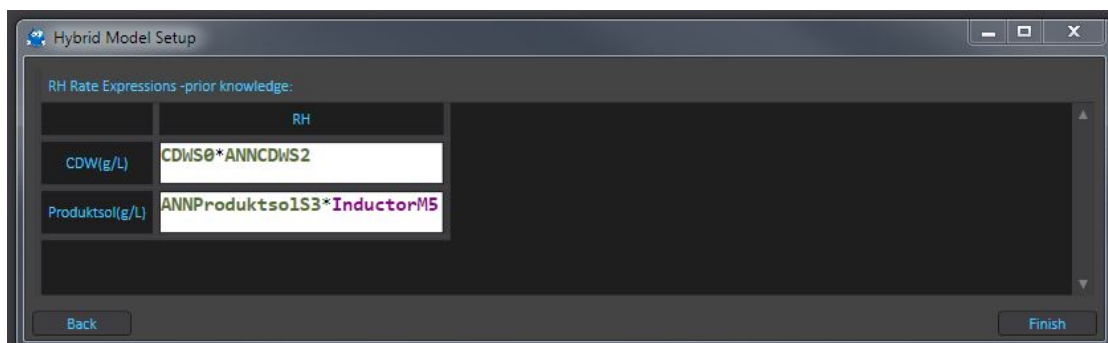 Hybrid Model Setup
RH Rate Expressions -prior knowledge:
RH
CDW(g/L)
CDWS0*ANNCDWS2
Produktsol(g/L)
ANNProduktsolS3*InductorM5
Back
Finish